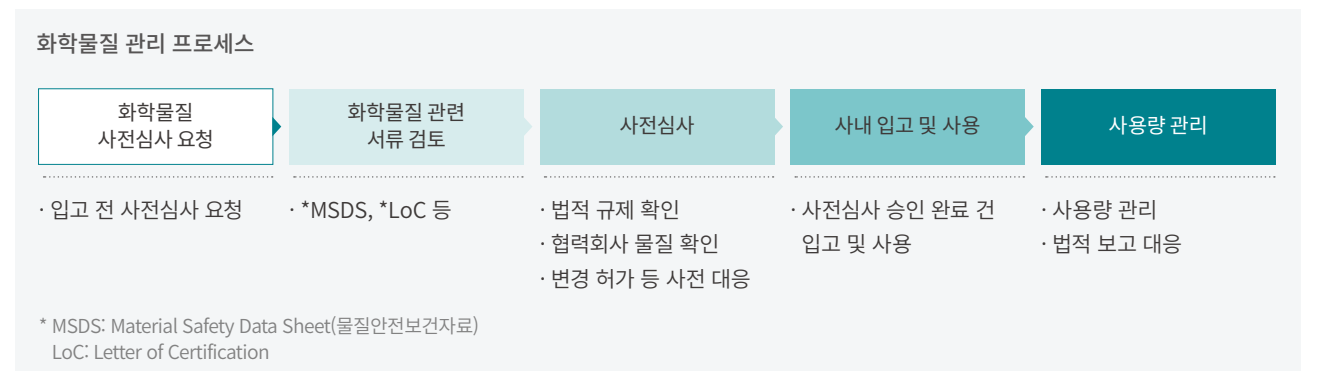 화학물질 관리 프로세스
화학물질
사전심사 요청
· 입고 전 사전심사 요청
화학물질 관련
서류 검토
· *MSDS, *LoC 등
사전심사
· 법적 규제 확인
· 협력회사 물질 확인
· 변경 허가 등 사전 대응
사내 입고 및 사용
· 사전심사 승인 완료 건
입고 및 사용
사용량 관리
· 사용량 관리
· 법적 보고 대응
* MSDS: Material Safety Data Sheet(물질안전보건자료)
LoC: Letter of Certification